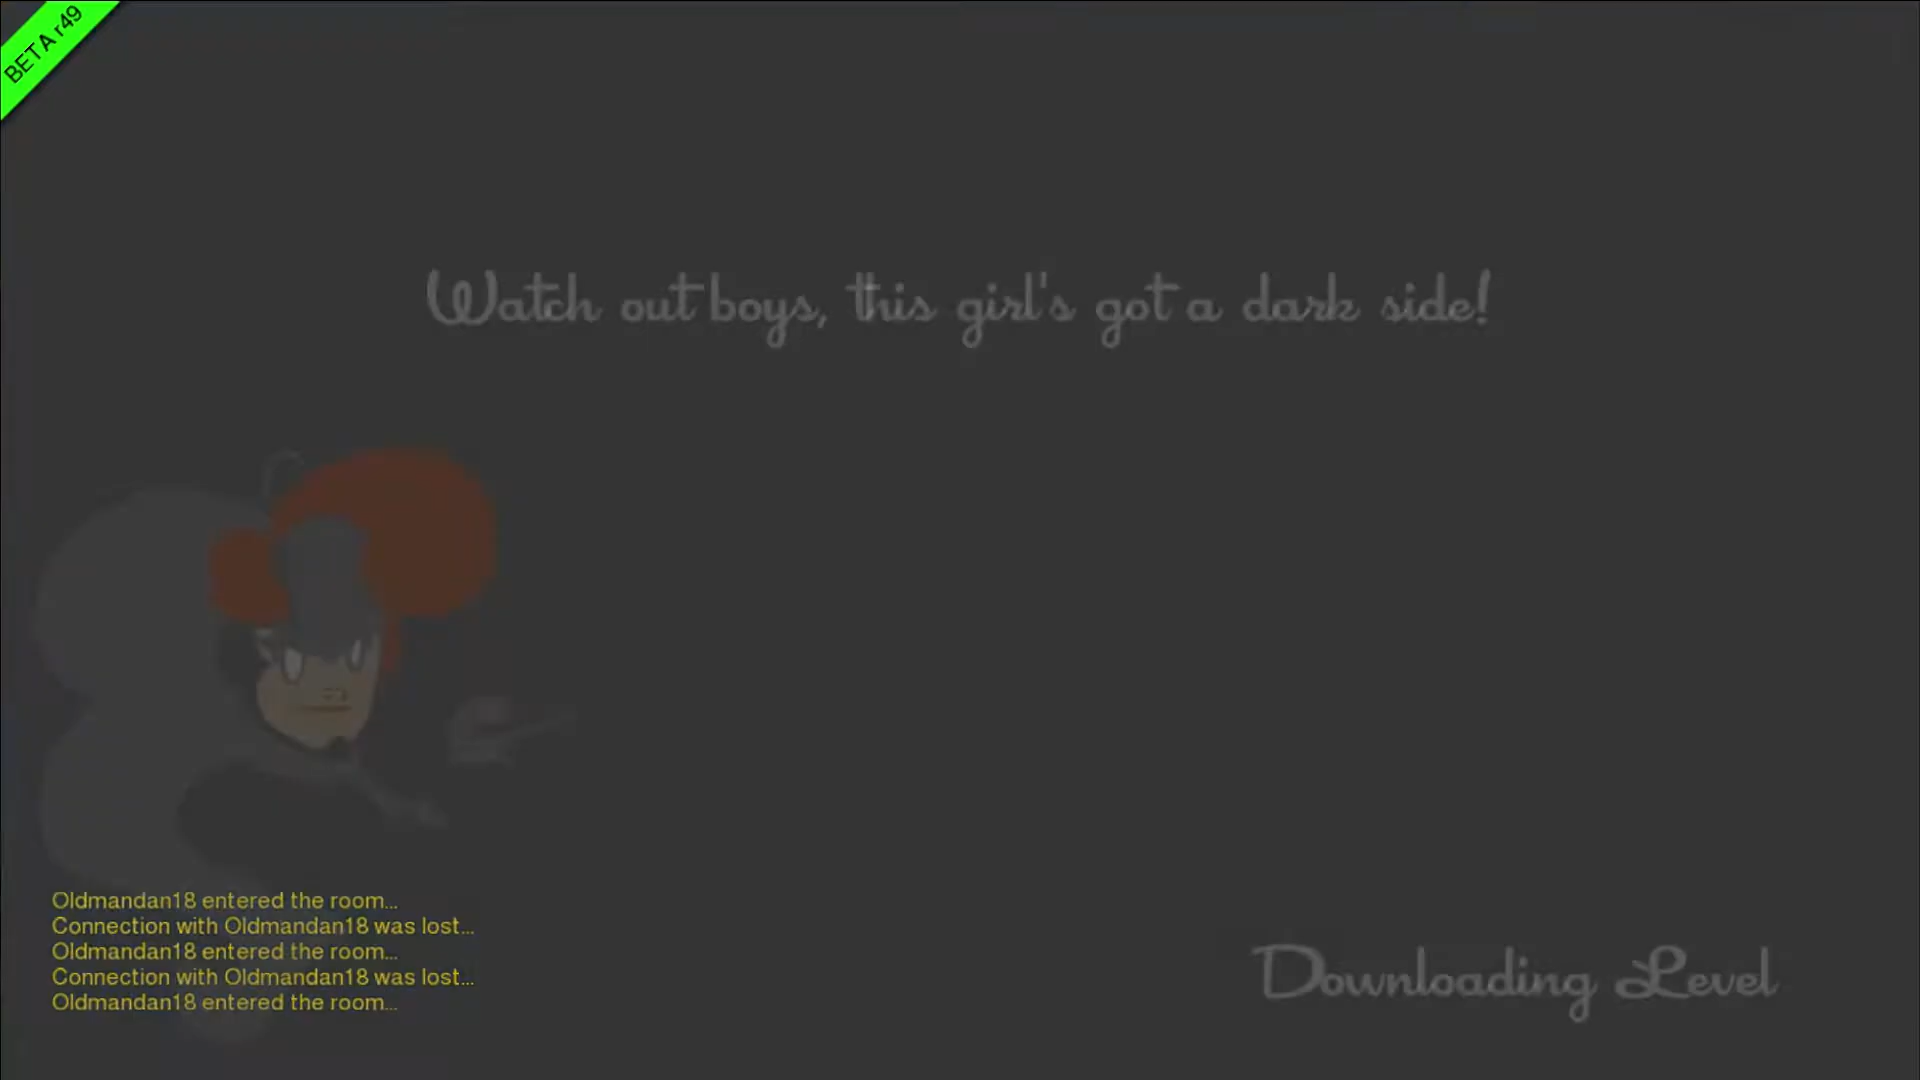 BETA r49
Watch out boys, this girl's got a dark side!
Oldmandan18 entered the room...
Connection with Oldmandan18 was lost...
Oldmandan18 entered the room...
Connection with Oldmandan18 was lost...
Oldmandan18 entered the room...
Downloading Level